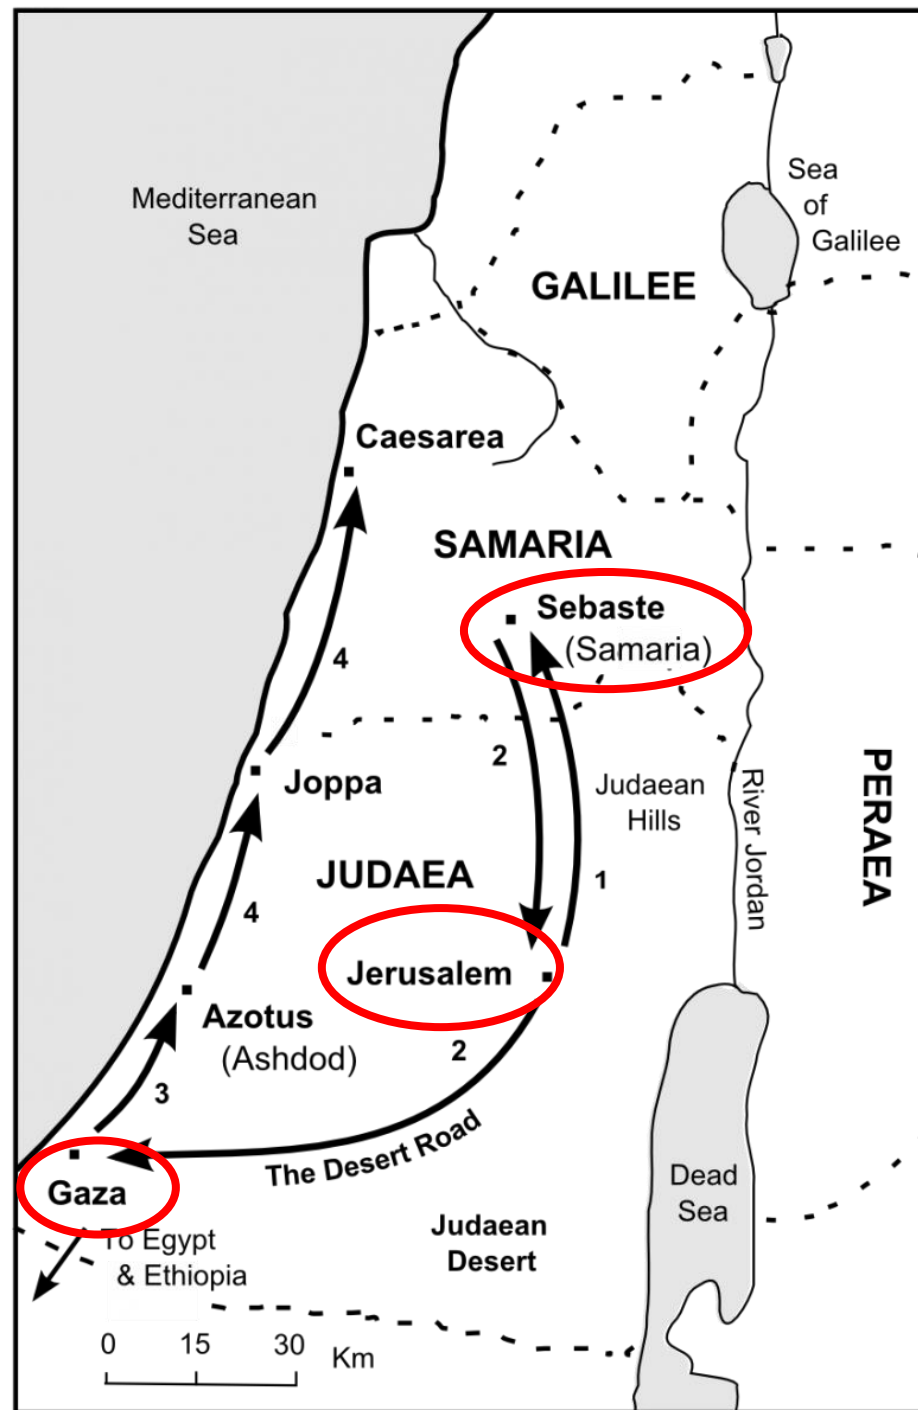 Mediterranean
Sea
Sea
of
Galilee
GALILEE
Caesarea
SAMARIA
Sebaste
(Samaria)
4
2
Joppa
Judaean
Hills
River Jordan
PERAEA
JUDAEA
1
4
Jerusalem
Azotus
(Ashdod)
2
3
The Desert Road
Gaza
Dead
Sea
To Egypt
& Ethiopia
Judaean
Desert
0 15 30
Km